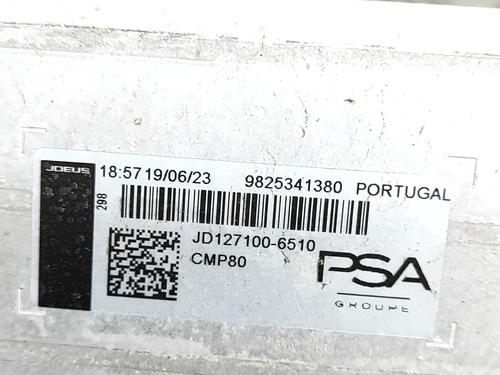 JDEUS 18:57 19/06/23 9825341380 PORTUGAL
298
JD127100-6510
CMP80
PSA
GROUPE